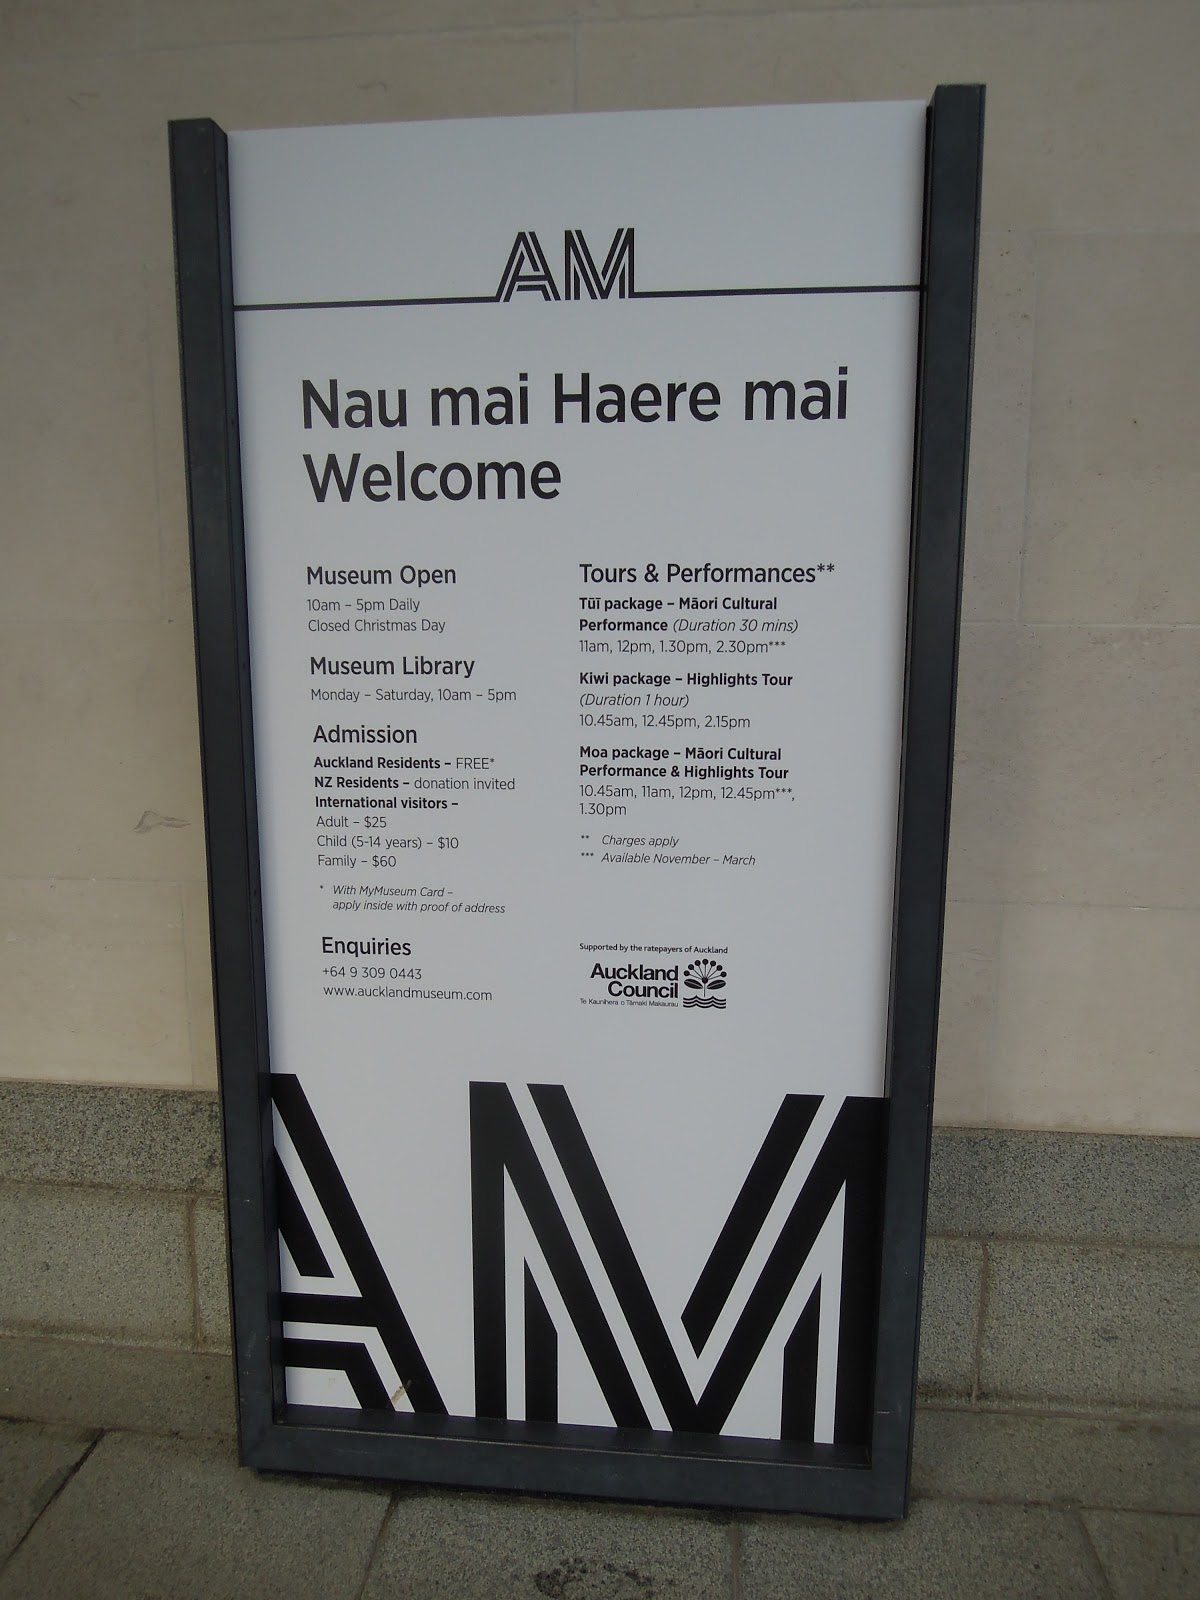 AM
Nau mai Haere mai
Welcome
Museum Open
10am – 5pm Daily
Closed Christmas Day
Museum Library
Monday – Saturday, 10am – 5pm
Admission
Auckland Residents – FREE*
NZ Residents – donation invited
International visitors –
Adult – $25
Child (5-14 years) – $10
Family – $60
* With MyMuseum Card –
apply inside with proof of address
Enquiries
+64 9 309 0443
www.aucklandmuseum.com
Tours & Performances**
Tūī package – Māori Cultural
Performance (Duration 30 mins)
11am, 12pm, 1.30pm, 2.30pm***
Kiwi package – Highlights Tour
(Duration 1 hour)
10.45am, 12.45pm, 2.15pm
Moa package – Māori Cultural
Performance & Highlights Tour
10.45am, 11am, 12pm, 12.45pm***,
1.30pm
** Charges apply
*** Available November – March
Supported by the ratepayers of Auckland
Auckland
Council
Te Kaunihera o Tāmaki Makaurau
AM